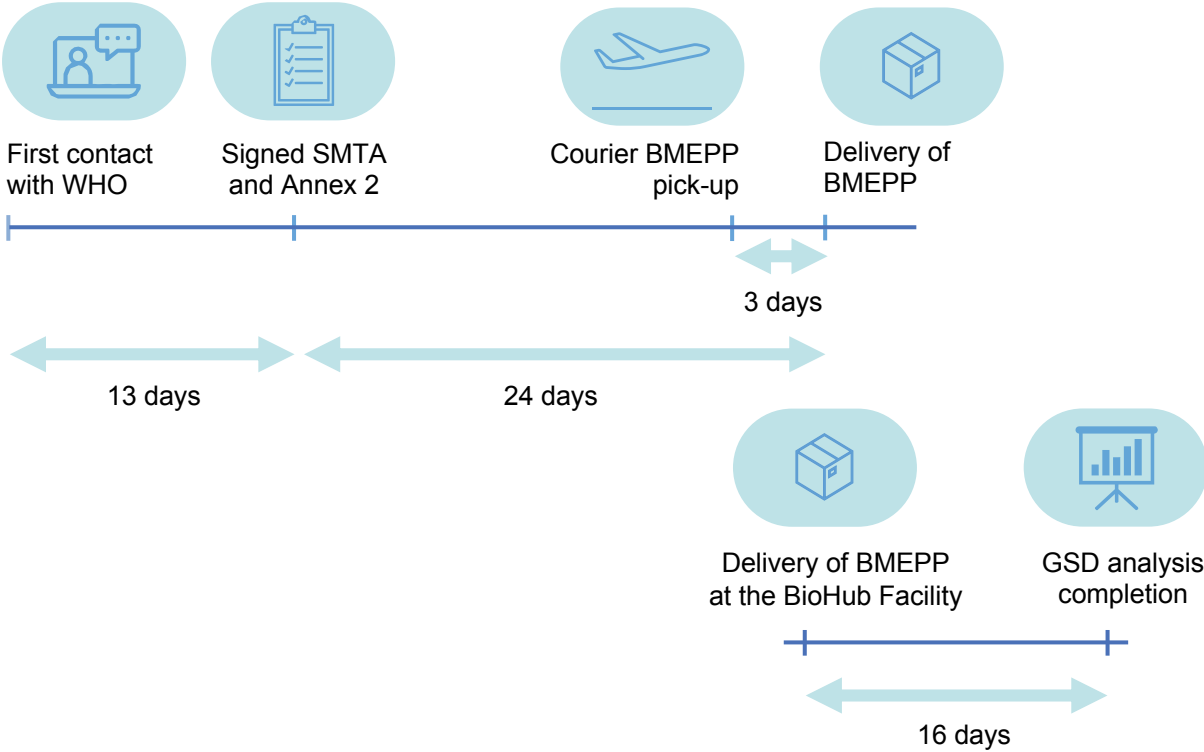 First contact
with WHO
Signed SMTA
and Annex 2
Courier BMEPP
pick-up
Delivery of
BMEPP
3 days
13 days
24 days
Delivery of BMEPP
at the BioHub Facility
GSD analysis
completion
16 days